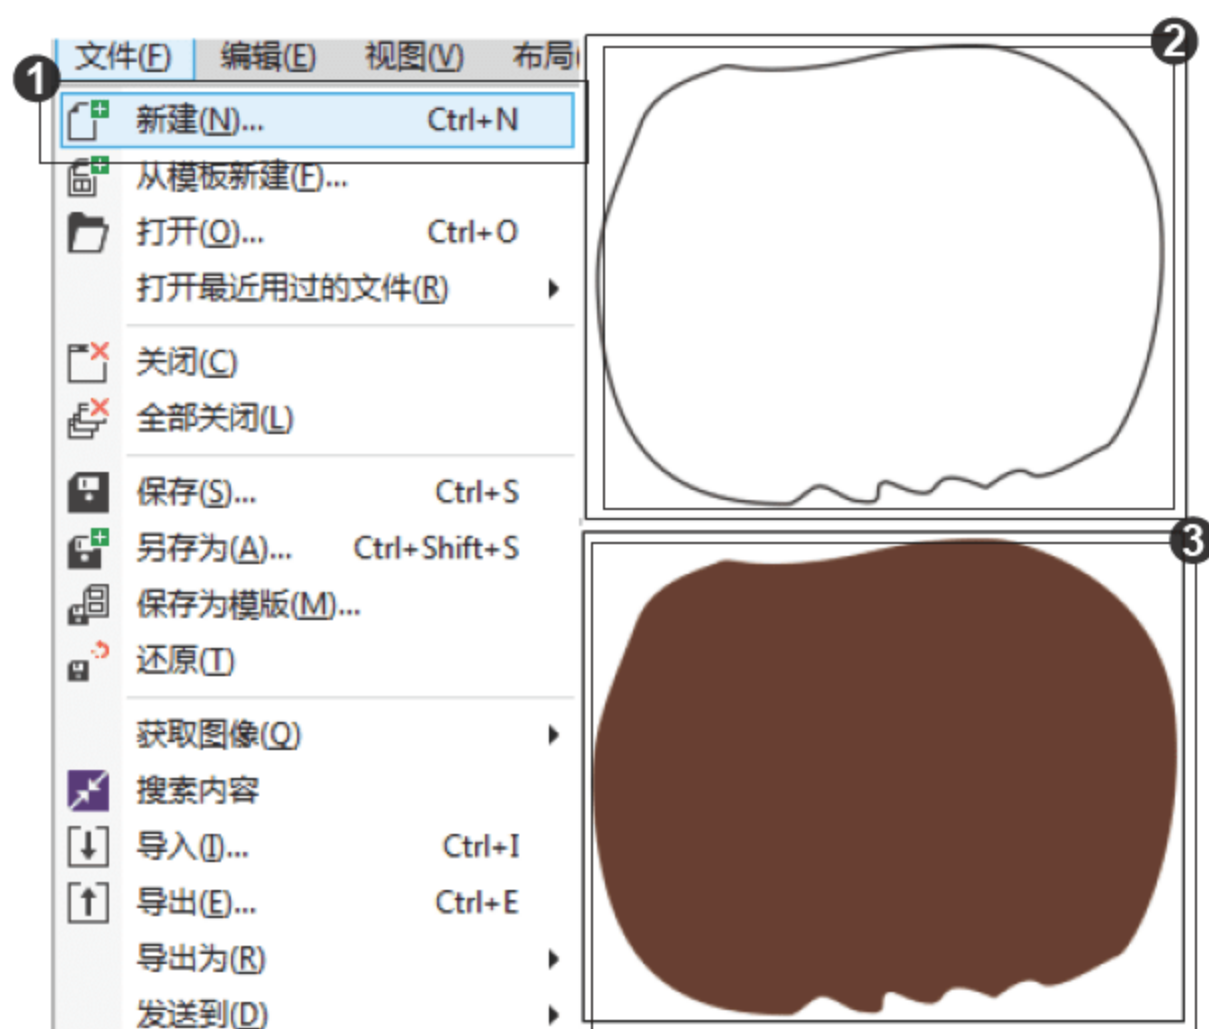 文件(F) 编辑(E) 视图(V) 布局(
1
新建(N)... Ctrl+N
从模板新建(F)...
打开(O)... Ctrl+O
打开最近用过的文件(R)
关闭(C)
全部关闭(L)
保存(S)... Ctrl+S
另存为(A)... Ctrl+Shift+S
保存为模版(M)...
还原(T)
获取图像(Q)
搜索内容
导入(I)... Ctrl+I
导出(E)... Ctrl+E
导出为(R)
发送到(D)
2
3